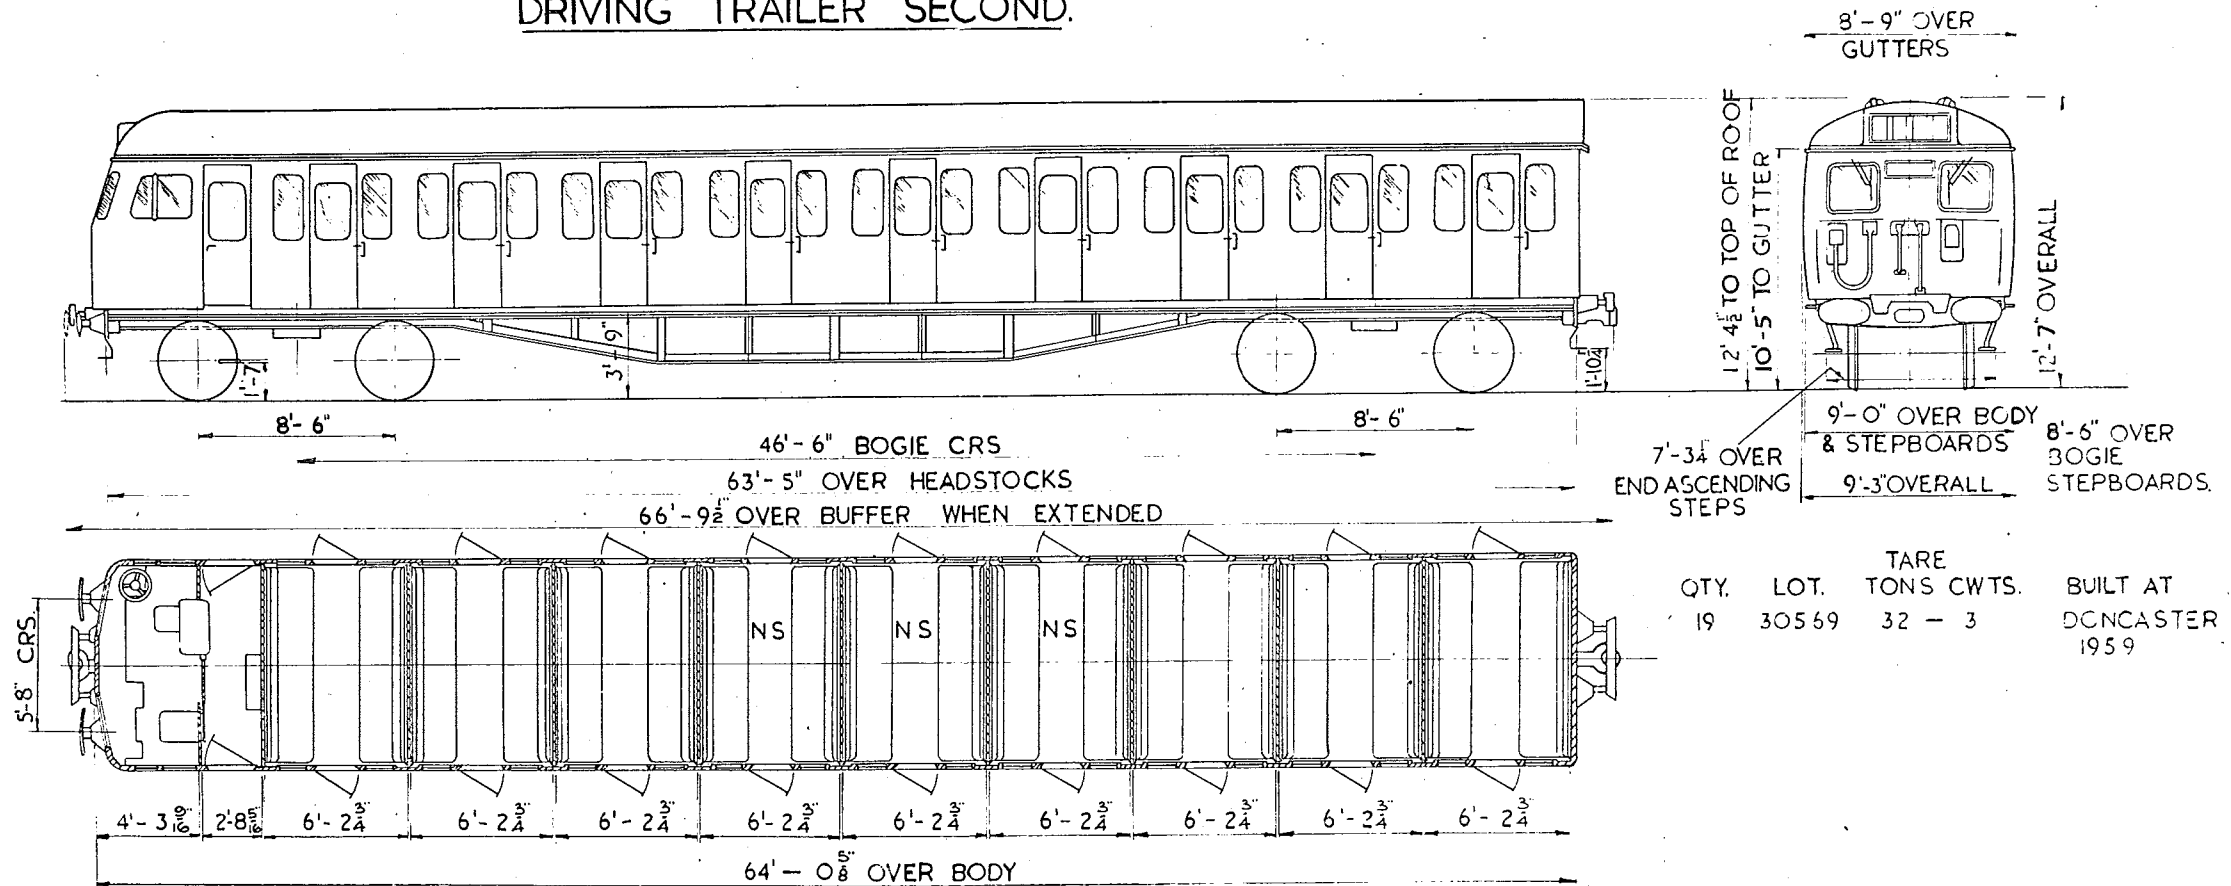 DRIVING TRAILER SECOND.
8'-9" OVER
GUTTERS
12' 4½" TO TOP OF ROOF
10'-5" TO GUTTER
12'-7" OVERALL
1'-7"
3'-9"
1'-10¼"
8'-6"
46'-6" BOGIE CRS
8'-6"
63'-5" OVER HEADSTOCKS
66'-9½" OVER BUFFER WHEN EXTENDED
9'-0" OVER BODY
& STEPBOARDS
8'-6" OVER
BOGIE
STEPBOARDS.
7'-3¼" OVER
END ASCENDING
STEPS
9'-3" OVERALL
TARE
QTY. LOT. TONS CWTS. BUILT AT
19 30569 32 — 3 DONCASTER
1959
5'-8" CRS.
NS NS NS
4'-3 9/16" 2'-8 5/16" 6'-2¾" 6'-2¾" 6'-2¾" 6'-2¾" 6'-2¾" 6'-2¾" 6'-2¾" 6'-2¾" 6'-2¾"
64'-0⅝" OVER BODY